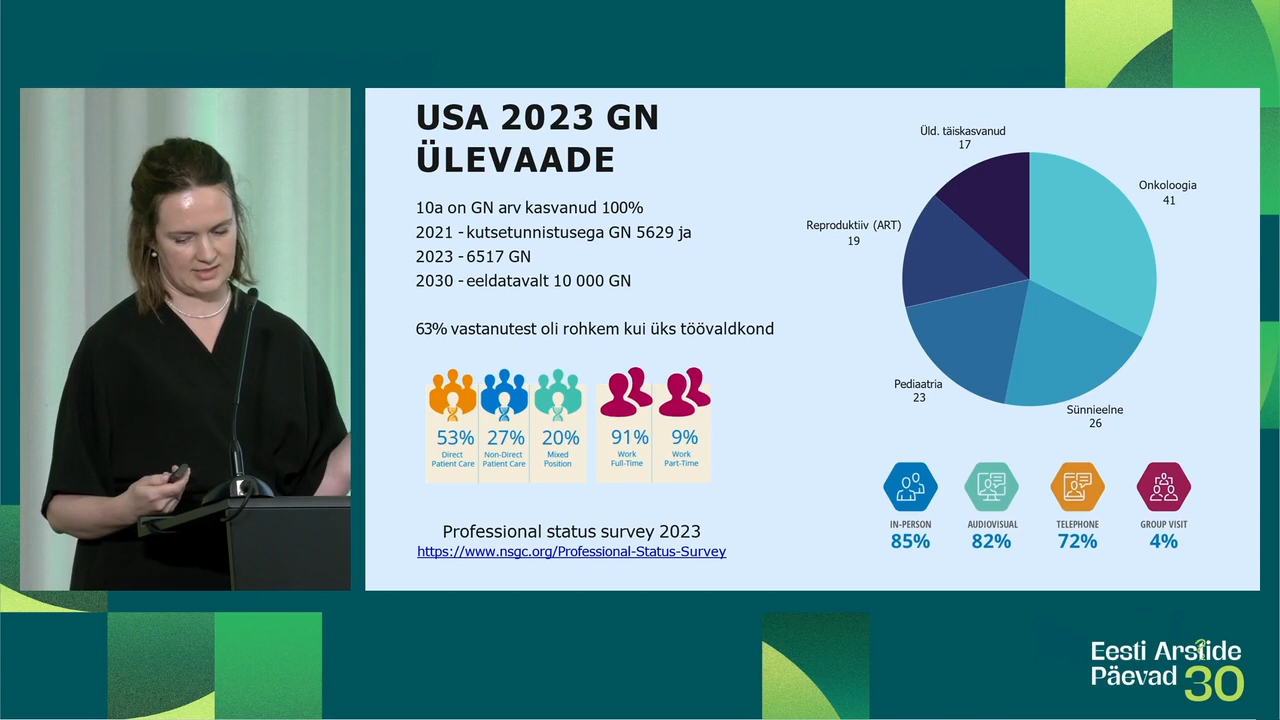 USA 2023 GN
ÜLEVAADE
10a on GN arv kasvanud 100%
2021 - kutsetunnistusega GN 5629 ja
2023 - 6517 GN
2030 - eeldatavalt 10 000 GN
63% vastanutest oli rohkem kui üks töövaldkond
53%
Direct
Patient Care
27%
Non-Direct
Patient Care
20%
Mixed
Position
91%
Work
Full-Time
9%
Work
Part-Time
Professional status survey 2023
https://www.nsgc.org/Professional-Status-Survey
Üld. täiskasvanud
17
Onkoloogia
41
Reproduktiiv (ART)
19
Pediaatria
23
Sünnieelne
26
IN-PERSON
85%
AUDIOVISUAL
82%
TELEPHONE
72%
GROUP VISIT
4%
Eesti Arstide
Päevad 30